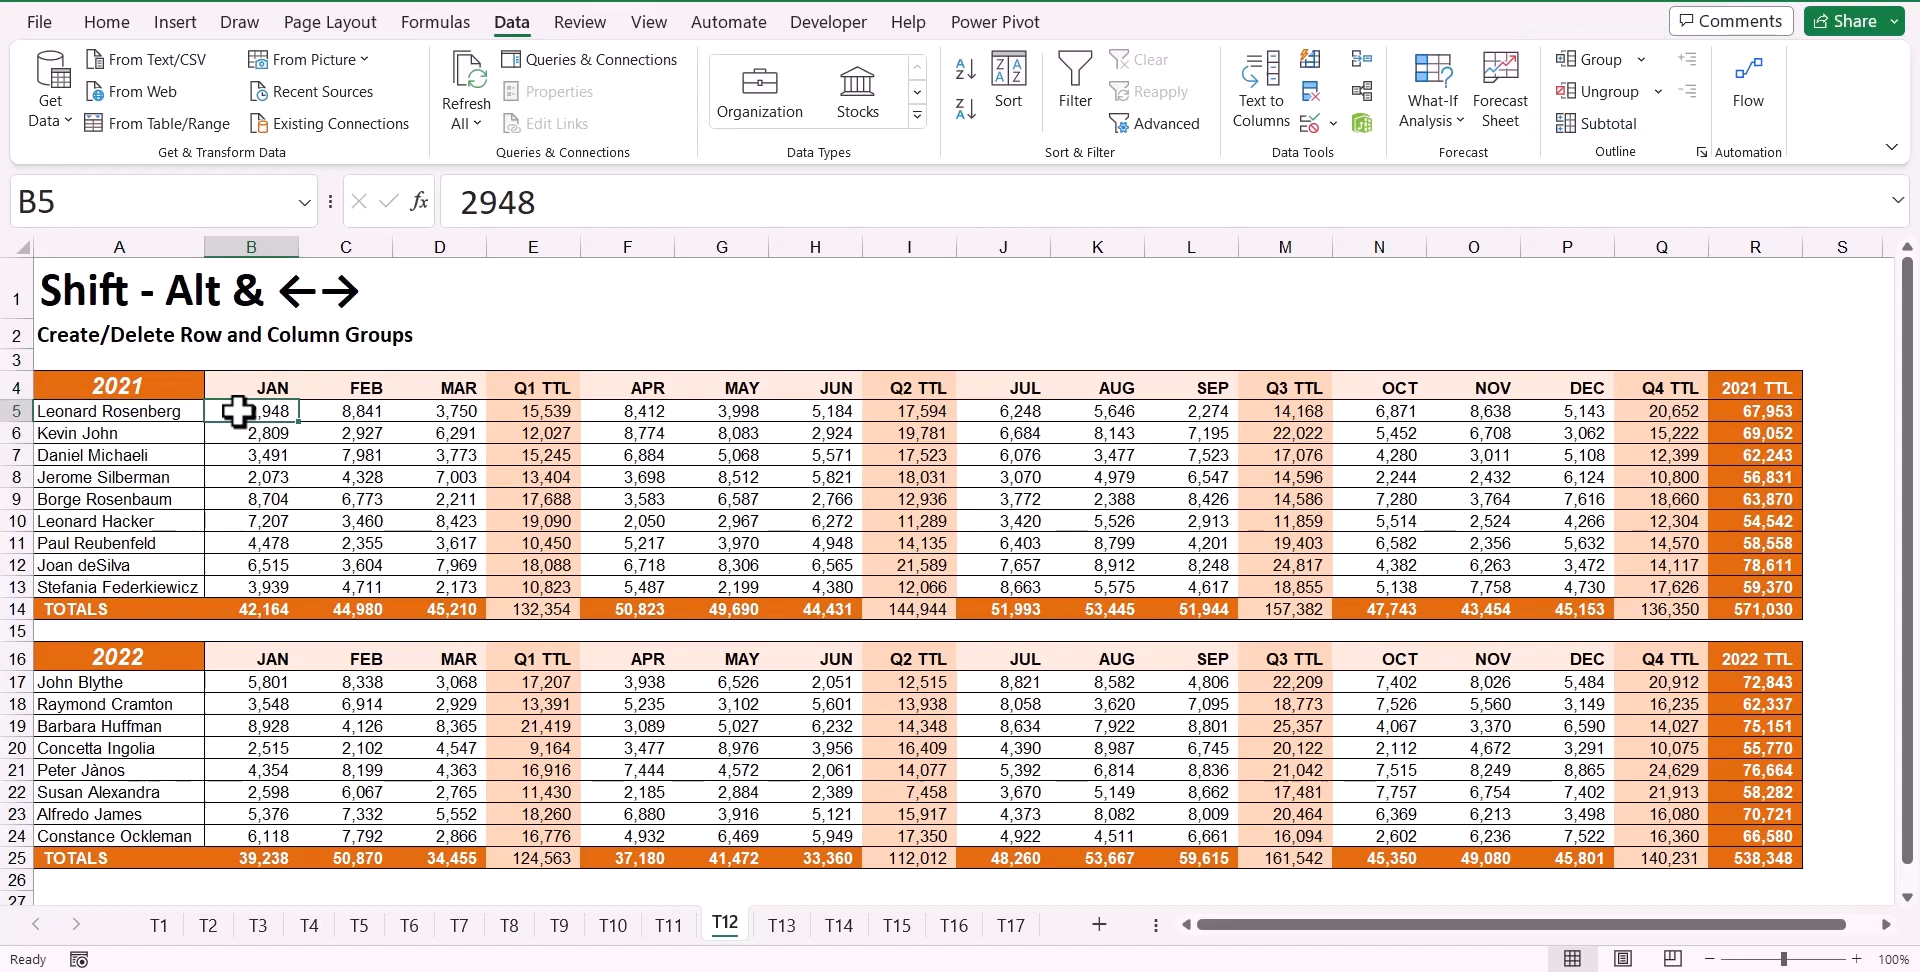 File Home Insert Draw Page Layout Formulas Data Review View Automate Developer Help Power Pivot Comments Share
Get Data
From Text/CSV
From Web
From Table/Range
From Picture
Recent Sources
Existing Connections
Get & Transform Data
Refresh All
Queries & Connections
Properties
Edit Links
Queries & Connections
Organization
Stocks
Data Types
Sort
Filter
Clear
Reapply
Advanced
Sort & Filter
Text to Columns
Data Tools
What-If Analysis
Forecast Sheet
Forecast
Group
Ungroup
Subtotal
Outline
Flow
Automation
B5 fx 2948
A B C D E F G H I J K L M N O P Q R S
1 Shift - Alt & ←→
2 Create/Delete Row and Column Groups
3
4 2021 JAN FEB MAR Q1 TTL APR MAY JUN Q2 TTL JUL AUG SEP Q3 TTL OCT NOV DEC Q4 TTL 2021 TTL
5 Leonard Rosenberg ,948 8,841 3,750 15,539 8,412 3,998 5,184 17,594 6,248 5,646 2,274 14,168 6,871 8,638 5,143 20,652 67,953
6 Kevin John 2,809 2,927 6,291 12,027 8,774 8,083 2,924 19,781 6,684 8,143 7,195 22,022 5,452 6,708 3,062 15,222 69,052
7 Daniel Michaeli 3,491 7,981 3,773 15,245 6,884 5,068 5,571 17,523 6,076 3,477 7,523 17,076 4,280 3,011 5,108 12,399 62,243
8 Jerome Silberman 2,073 4,328 7,003 13,404 3,698 8,512 5,821 18,031 3,070 4,979 6,547 14,596 2,244 2,432 6,124 10,800 56,831
9 Borge Rosenbaum 8,704 6,773 2,211 17,688 3,583 6,587 2,766 12,936 3,772 2,388 8,426 14,586 7,280 3,764 7,616 18,660 63,870
10 Leonard Hacker 7,207 3,460 8,423 19,090 2,050 2,967 6,272 11,289 3,420 5,526 2,913 11,859 5,514 2,524 4,266 12,304 54,542
11 Paul Reubenfeld 4,478 2,355 3,617 10,450 5,217 3,970 4,948 14,135 6,403 8,799 4,201 19,403 6,582 2,356 5,632 14,570 58,558
12 Joan deSilva 6,515 3,604 7,969 18,088 6,718 8,306 6,565 21,589 7,657 8,912 8,248 24,817 4,382 6,263 3,472 14,117 78,611
13 Stefania Federkiewicz 3,939 4,711 2,173 10,823 5,487 2,199 4,380 12,066 8,663 5,575 4,617 18,855 5,138 7,758 4,730 17,626 59,370
14 TOTALS 42,164 44,980 45,210 132,354 50,823 49,690 44,431 144,944 51,993 53,445 51,944 157,382 47,743 43,454 45,153 136,350 571,030
15
16 2022 JAN FEB MAR Q1 TTL APR MAY JUN Q2 TTL JUL AUG SEP Q3 TTL OCT NOV DEC Q4 TTL 2022 TTL
17 John Blythe 5,801 8,338 3,068 17,207 3,938 6,526 2,051 12,515 8,821 8,582 4,806 22,209 7,402 8,026 5,484 20,912 72,843
18 Raymond Cramton 3,548 6,914 2,929 13,391 5,235 3,102 5,601 13,938 8,058 3,620 7,095 18,773 7,526 5,560 3,149 16,235 62,337
19 Barbara Huffman 8,928 4,126 8,365 21,419 3,089 5,027 6,232 14,348 8,634 7,922 8,801 25,357 4,067 3,370 6,590 14,027 75,151
20 Concetta Ingolia 2,515 2,102 4,547 9,164 3,477 8,976 3,956 16,409 4,390 8,987 6,745 20,122 2,112 4,672 3,291 10,075 55,770
21 Peter Jànos 4,354 8,199 4,363 16,916 7,444 4,572 2,061 14,077 5,392 6,814 8,836 21,042 7,515 8,249 8,865 24,629 76,664
22 Susan Alexandra 2,598 6,067 2,765 11,430 2,185 2,884 2,389 7,458 3,670 5,149 8,662 17,481 7,757 6,754 7,402 21,913 58,282
23 Alfredo James 5,376 7,332 5,552 18,260 6,880 3,916 5,121 15,917 4,373 8,082 8,009 20,464 6,369 6,213 3,498 16,080 70,721
24 Constance Ockleman 6,118 7,792 2,866 16,776 4,932 6,469 5,949 17,350 4,922 4,511 6,661 16,094 2,602 6,236 7,522 16,360 66,580
25 TOTALS 39,238 50,870 34,455 124,563 37,180 41,472 33,360 112,012 48,260 53,667 59,615 161,542 45,350 49,080 45,801 140,231 538,348
26
27
T1 T2 T3 T4 T5 T6 T7 T8 T9 T10 T11 T12 T13 T14 T15 T16 T17
Ready 100%